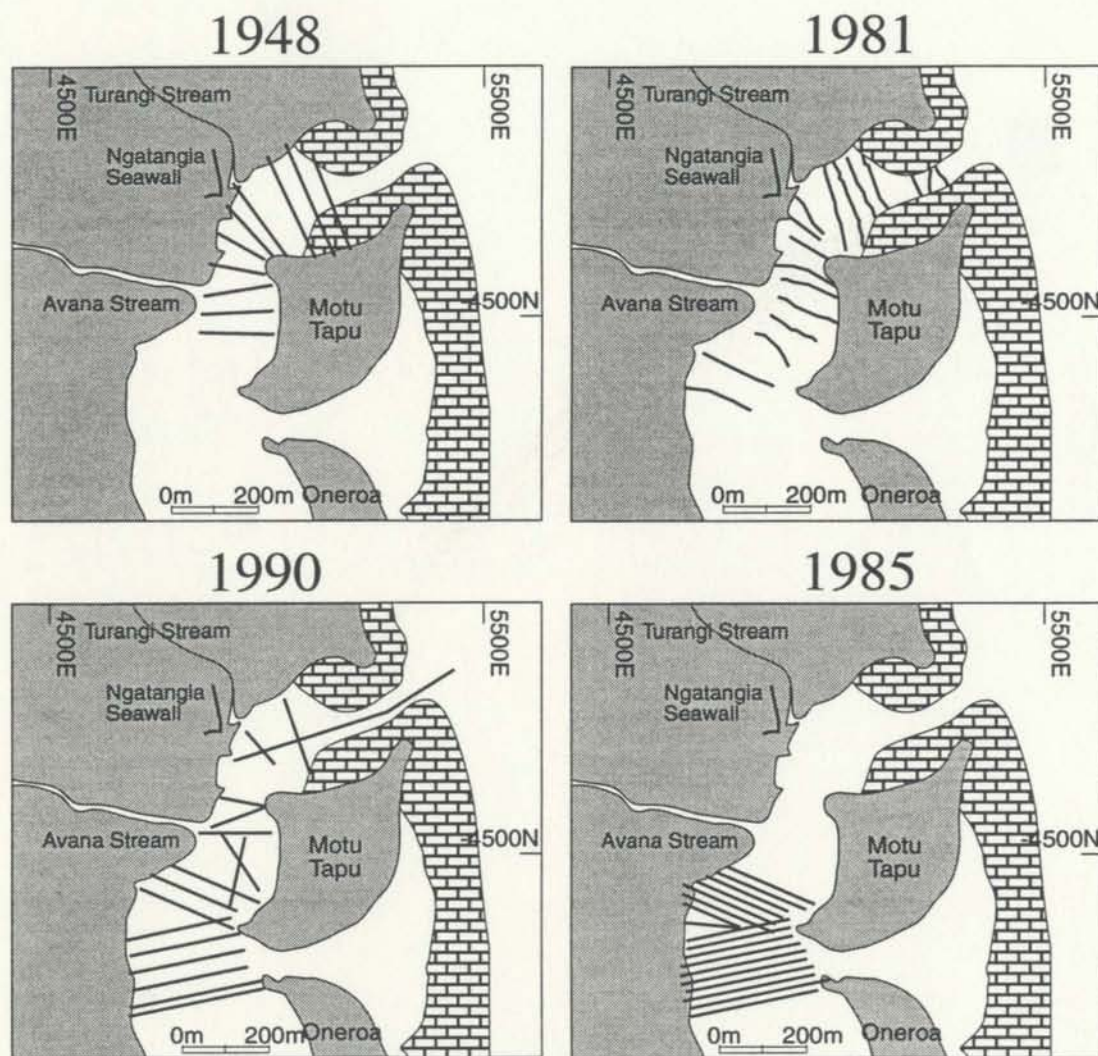 1948
4500E
5500E
Turangi Stream
Ngatangia
Seawall
Avana Stream
Motu
Tapu
4500N
0m 200m
Oneroa
1981
4500E
5500E
Turangi Stream
Ngatangia
Seawall
Avana Stream
Motu
Tapu
4500N
0m 200m
Oneroa
1990
4500E
5500E
Turangi Stream
Ngatangia
Seawall
Avana Stream
Motu
Tapu
4500N
0m 200m
Oneroa
1985
4500E
5500E
Turangi Stream
Ngatangia
Seawall
Avana Stream
Motu
Tapu
4500N
0m 200m
Oneroa